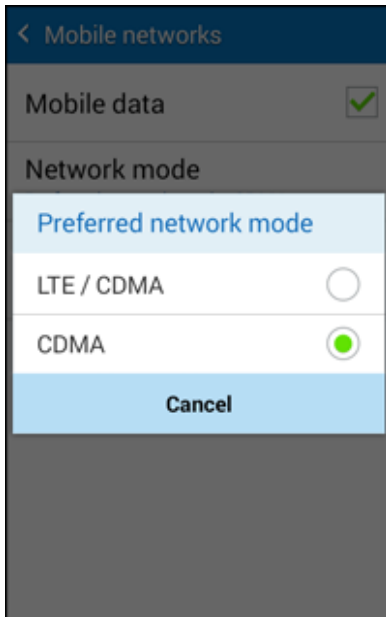 Mobile networks
Mobile data
Network mode
Preferred network mode
LTE / CDMA
CDMA
Cancel